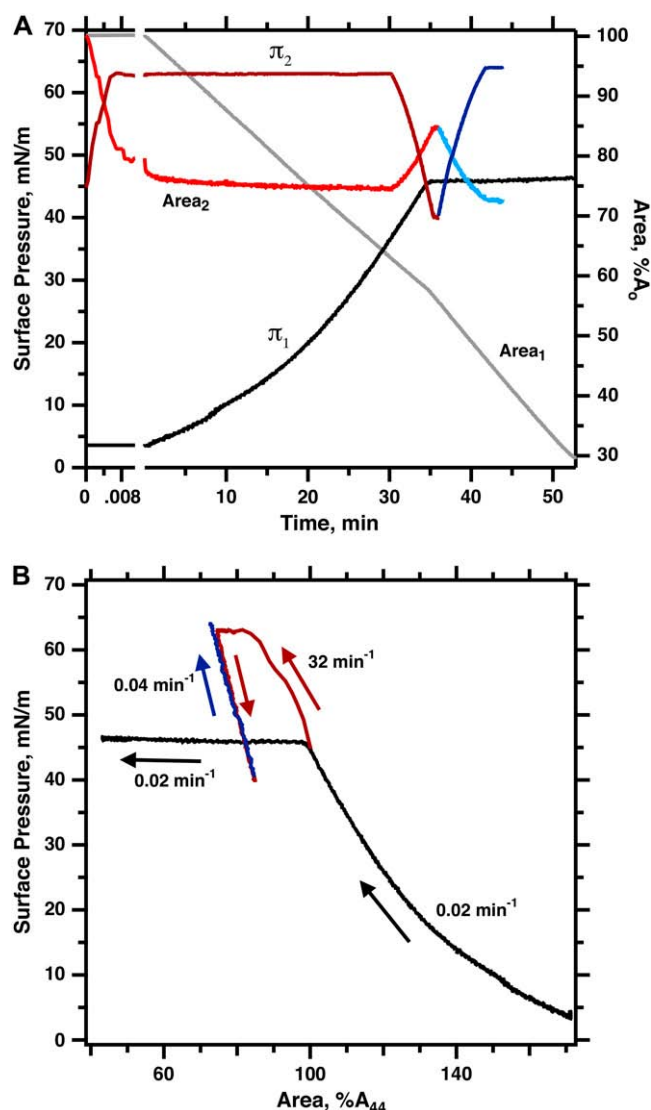 A
70
60
50
40
30
20
10
0
Surface Pressure, mN/m
π2
Area2
π1
Area1
100
90
80
70
60
50
40
30
Area, %Ao
0
.008
10
20
30
40
50
Time, min
B
70
60
50
40
30
20
10
0
Surface Pressure, mN/m
32 min-1
0.04 min-1
0.02 min-1
0.02 min-1
60
100
140
Area, %A44